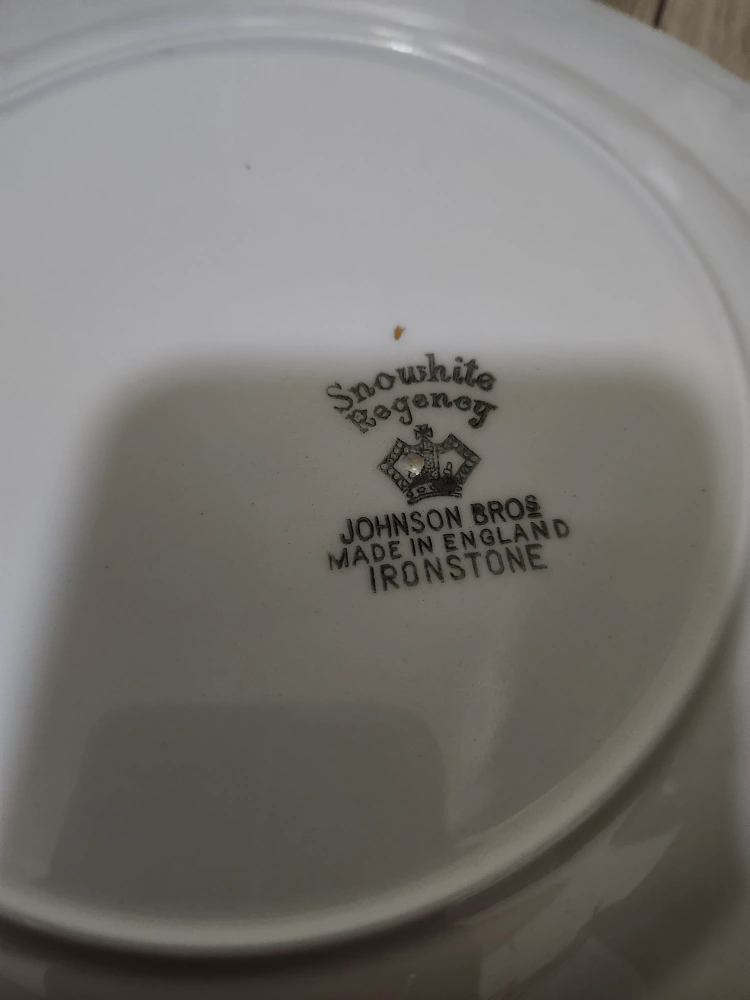 Snowhite
Regency
JOHNSON BROS
MADE IN ENGLAND
IRONSTONE